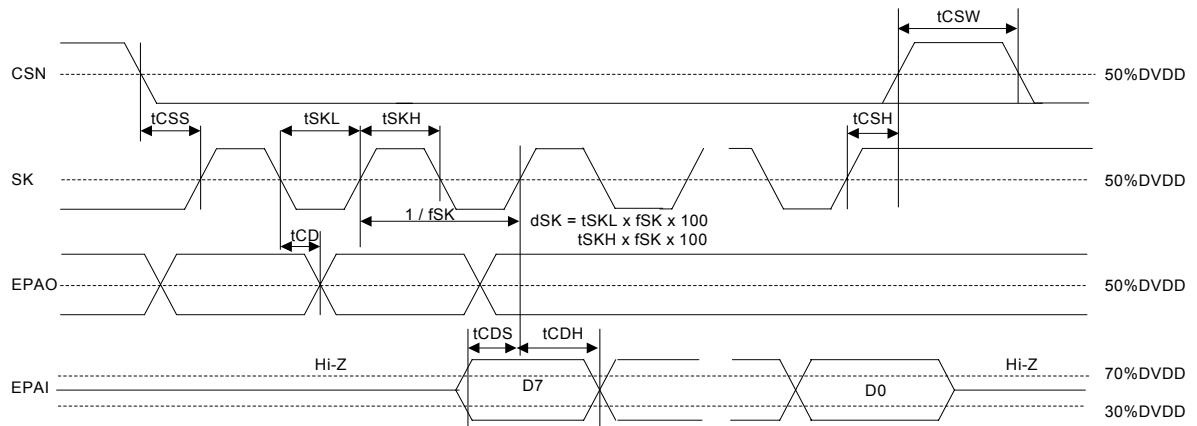 tCSW
CSN
50%DVDD
tCSS
tSKL
tSKH
tCSH
SK
50%DVDD
1 / fSK
dSK = tSKL x fSK x 100
tSKH x fSK x 100
tCD
EPAO
50%DVDD
tCDS
tCDH
Hi-Z
Hi-Z
70%DVDD
EPAI
D7
D0
30%DVDD